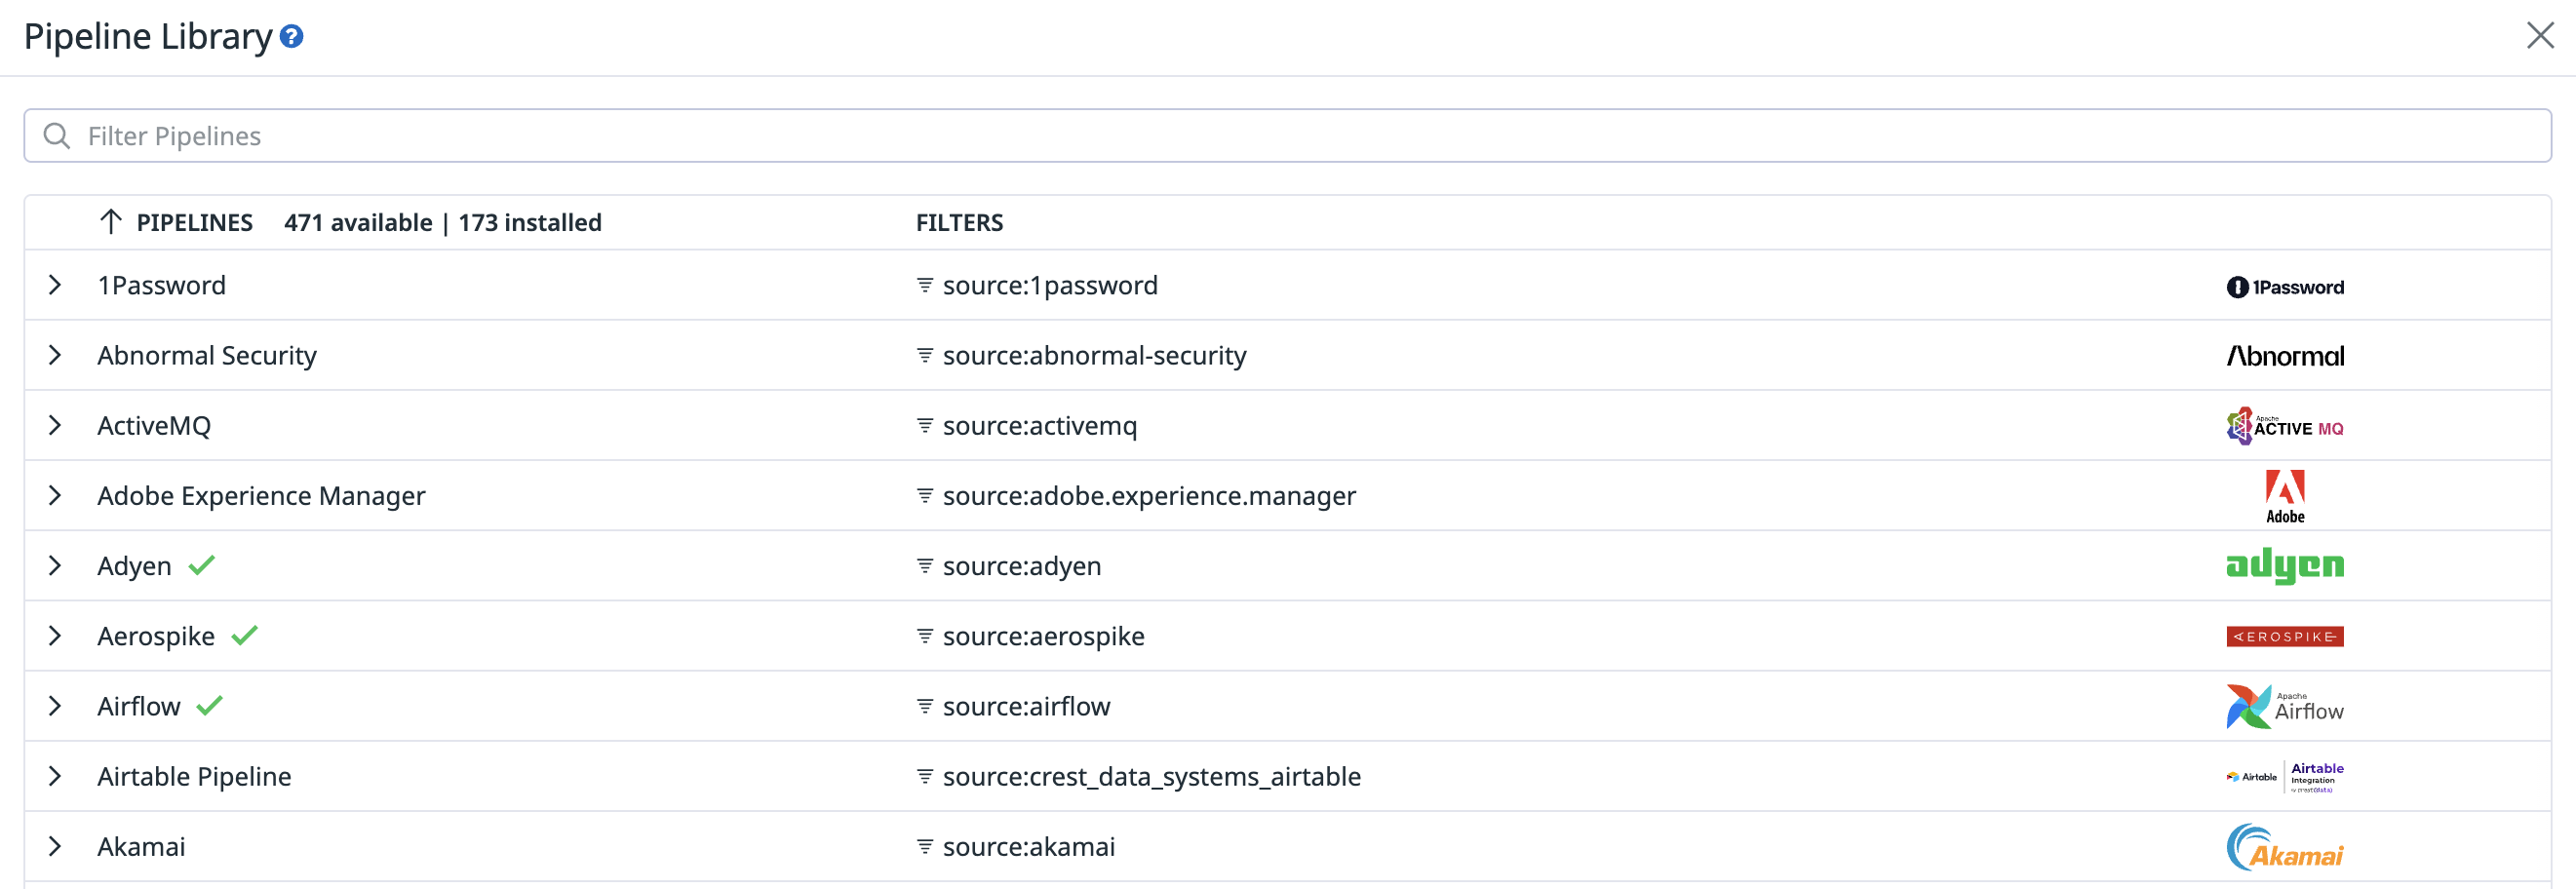 Pipeline Library ?
Filter Pipelines
PIPELINES 471 available | 173 installed FILTERS
1Password source:1password 1Password
Abnormal Security source:abnormal-security Abnormal
ActiveMQ source:activemq Apache ACTIVE MQ
Adobe Experience Manager source:adobe.experience.manager Adobe
Adyen source:adyen adyen
Aerospike source:aerospike AEROSPIKE
Airflow source:airflow Apache Airflow
Airtable Pipeline source:crest_data_systems_airtable Airtable Airtable Integration
Akamai source:akamai Akamai